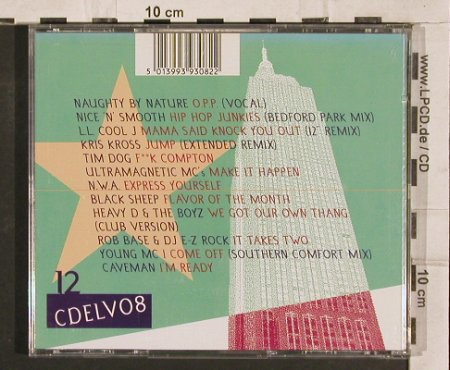 10 cm
5 013993 930822
NAUGHTY BY NATURE O.P.P. (VOCAL)
NICE 'N' SMOOTH HIP HOP JUNKIES (BEDFORD PARK MIX)
L.L. COOL J MAMA SAID KNOCK YOU OUT (12" REMIX)
KRIS KROSS JUMP (EXTENDED REMIX)
TIM DOG F**K COMPTON
ULTRAMAGNETIC MC's MAKE IT HAPPEN
N.W.A. EXPRESS YOURSELF
BLACK SHEEP FLAVOR OF THE MONTH
HEAVY D & THE BOYZ WE GOT OUR OWN THANG
(CLUB VERSION)
ROB BASE & DJ E-Z ROCK IT TAKES TWO
YOUNG MC I COME OFF (SOUTHERN COMFORT MIX)
CAVEMAN I'M READY
12
CDELV08
www.LPCD.de / CD
10 cm